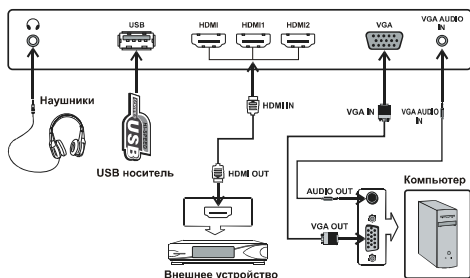 USB
HDMI
HDMI1
HDMI2
VGA
VGA AUDIO
IN
Наушники
USB
USB носитель
HDMI IN
HDMI OUT
Внешнее устройство
VGA IN
VGA AUDIO
IN
AUDIO OUT
VGA OUT
Компьютер